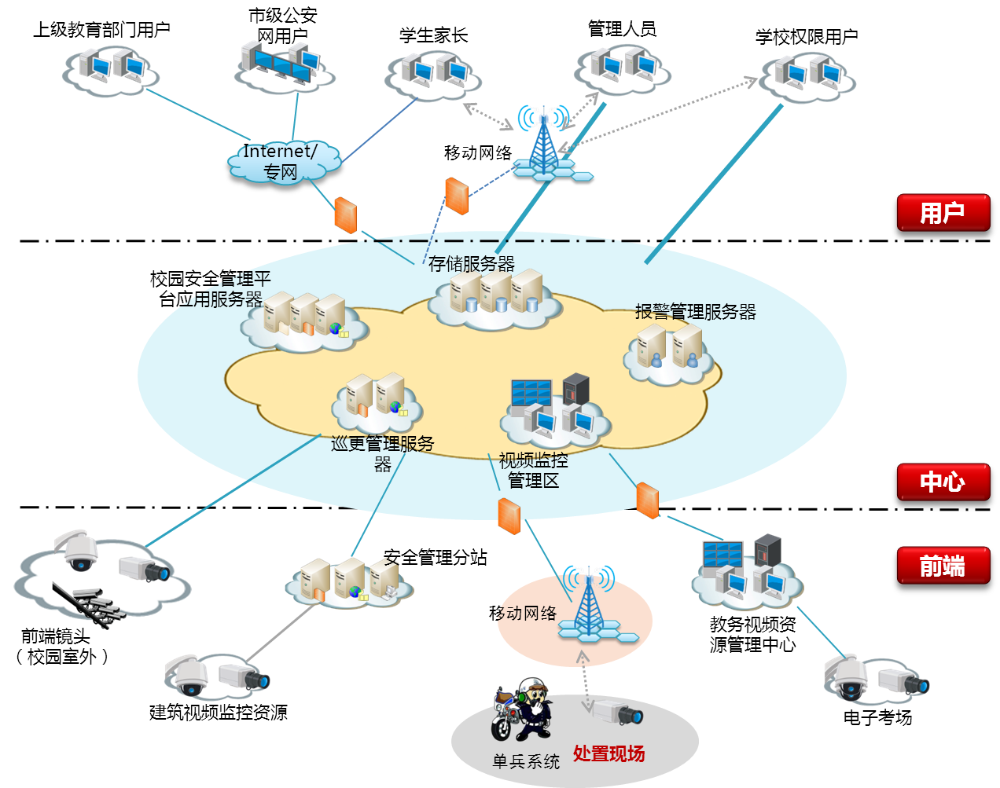 上级教育部门用户
市级公安
网用户
学生家长
管理人员
学校权限用户
Internet/
专网
移动网络
用户
存储服务器
校园安全管理平
台应用服务器
报警管理服务器
巡更管理服务
器
视频监控
管理区
中心
安全管理分站
前端
移动网络
前端镜头
（校园室外）
教务视频资
源管理中心
建筑视频监控资源
电子考场
单兵系统
处置现场